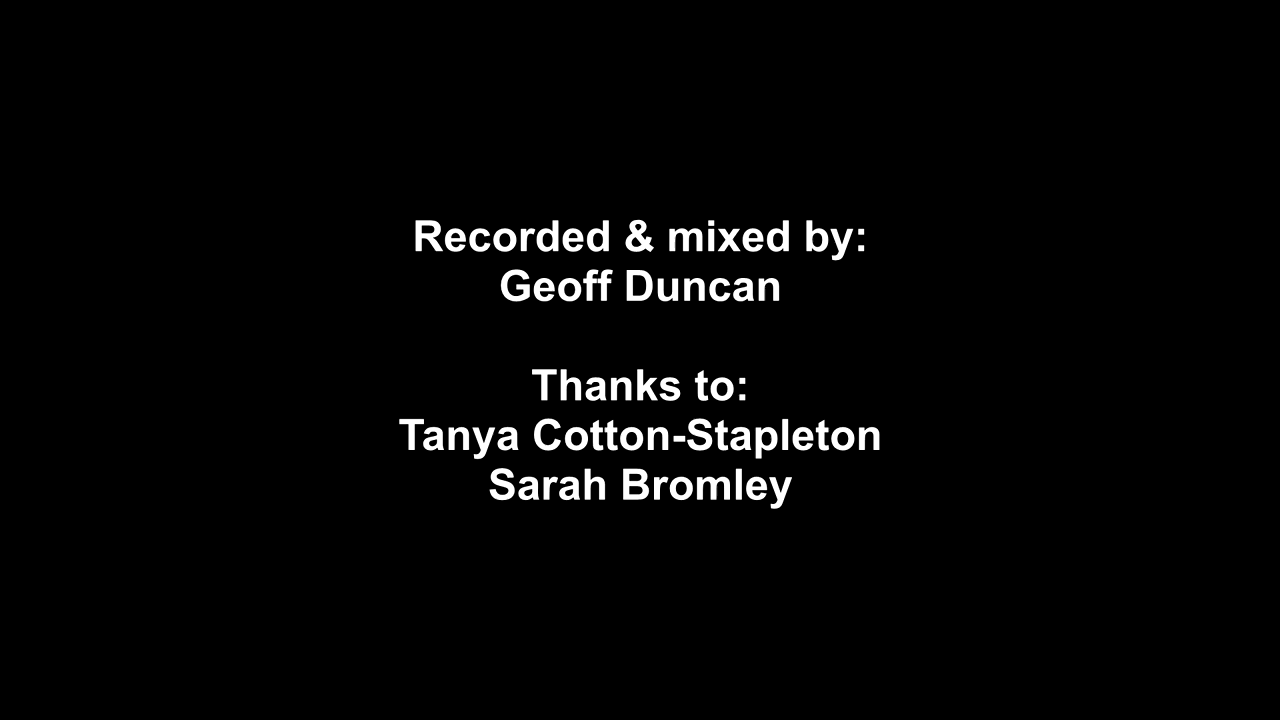 Recorded & mixed by:
Geoff Duncan
Thanks to:
Tanya Cotton-Stapleton
Sarah Bromley